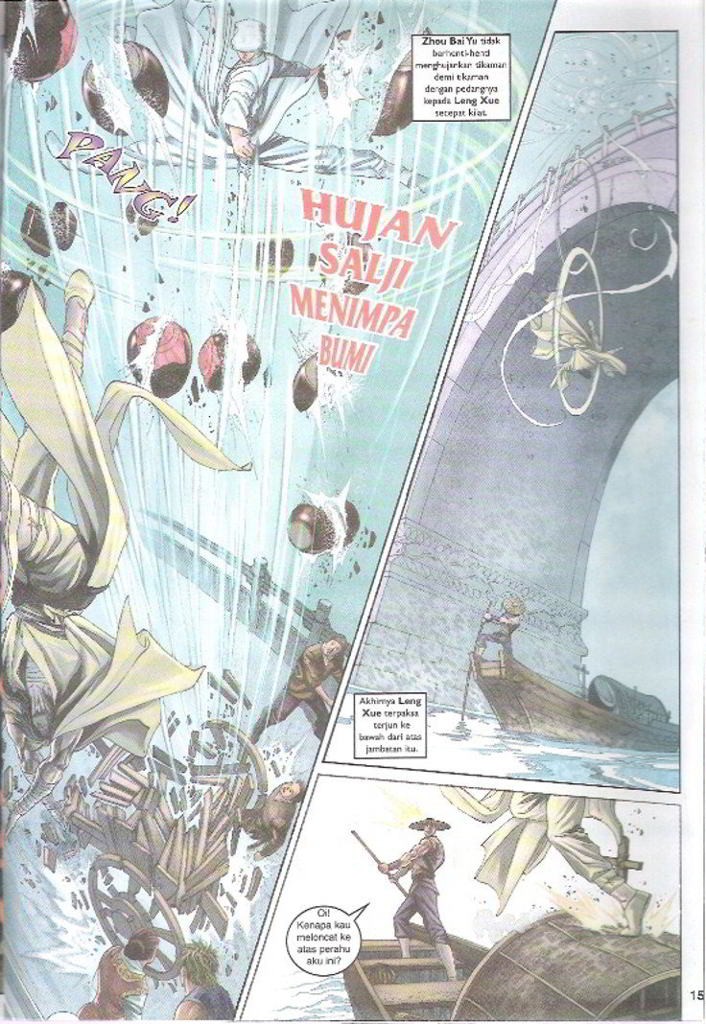 Zhou Bai Yu tidak
berhenti-henti
menghujankan tikaman
demi tikaman
dengan pedangnya
kepada Leng Xue
secepat kilat.
PANG!
HUJAN
SALJI
MENIMPA
BUMI
Akhirnya Leng
Xue terpaksa
terjun ke
bawah dari atas
jambatan itu.
Oi!
Kenapa kau
meloncat ke
atas perahu
aku ini?
15